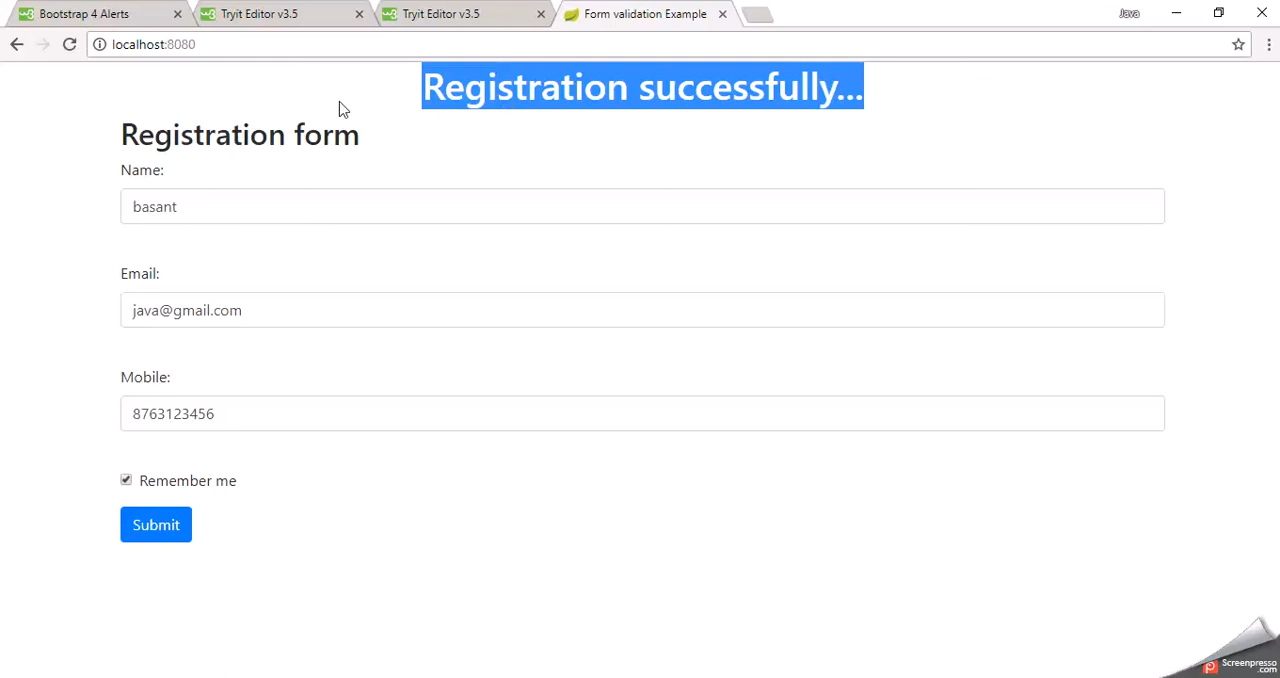 Bootstrap 4 Alerts
Tryit Editor v3.5
Tryit Editor v3.5
Form validation Example
Java
localhost:8080
Registration successfully...
Registration form
Name:
basant
Email:
java@gmail.com
Mobile:
8763123456
Remember me
Submit
Screenpresso
.com